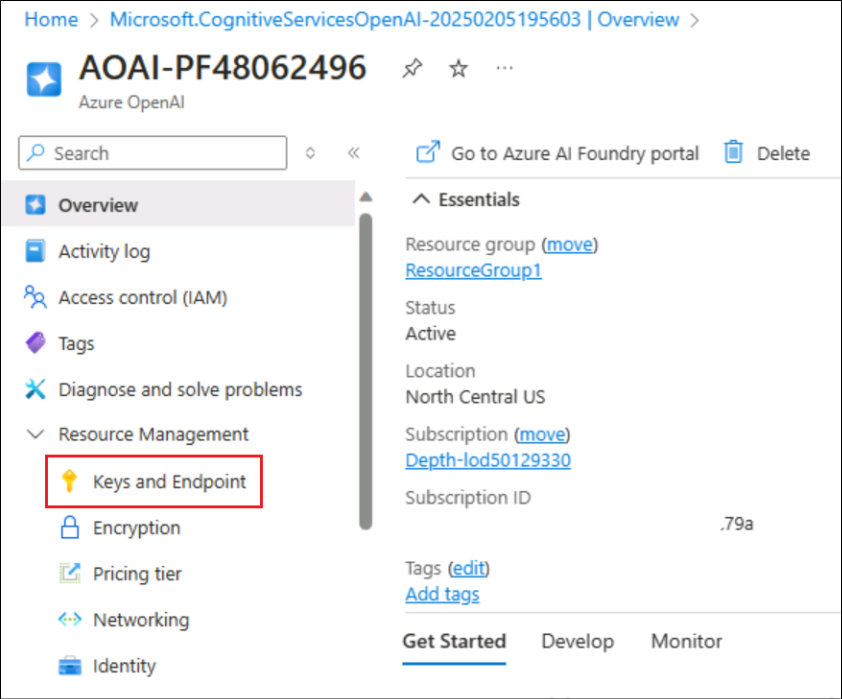 Home > Microsoft.CognitiveServicesOpenAI-20250205195603 | Overview >
AOAI-PF48062496
Azure OpenAI
Search
Go to Azure AI Foundry portal
Delete
Overview
Activity log
Access control (IAM)
Tags
Diagnose and solve problems
Resource Management
Keys and Endpoint
Encryption
Pricing tier
Networking
Identity
Essentials
Resource group (move)
ResourceGroup1
Status
Active
Location
North Central US
Subscription (move)
Depth-lod50129330
Subscription ID
.79a
Tags (edit)
Add tags
Get Started
Develop
Monitor